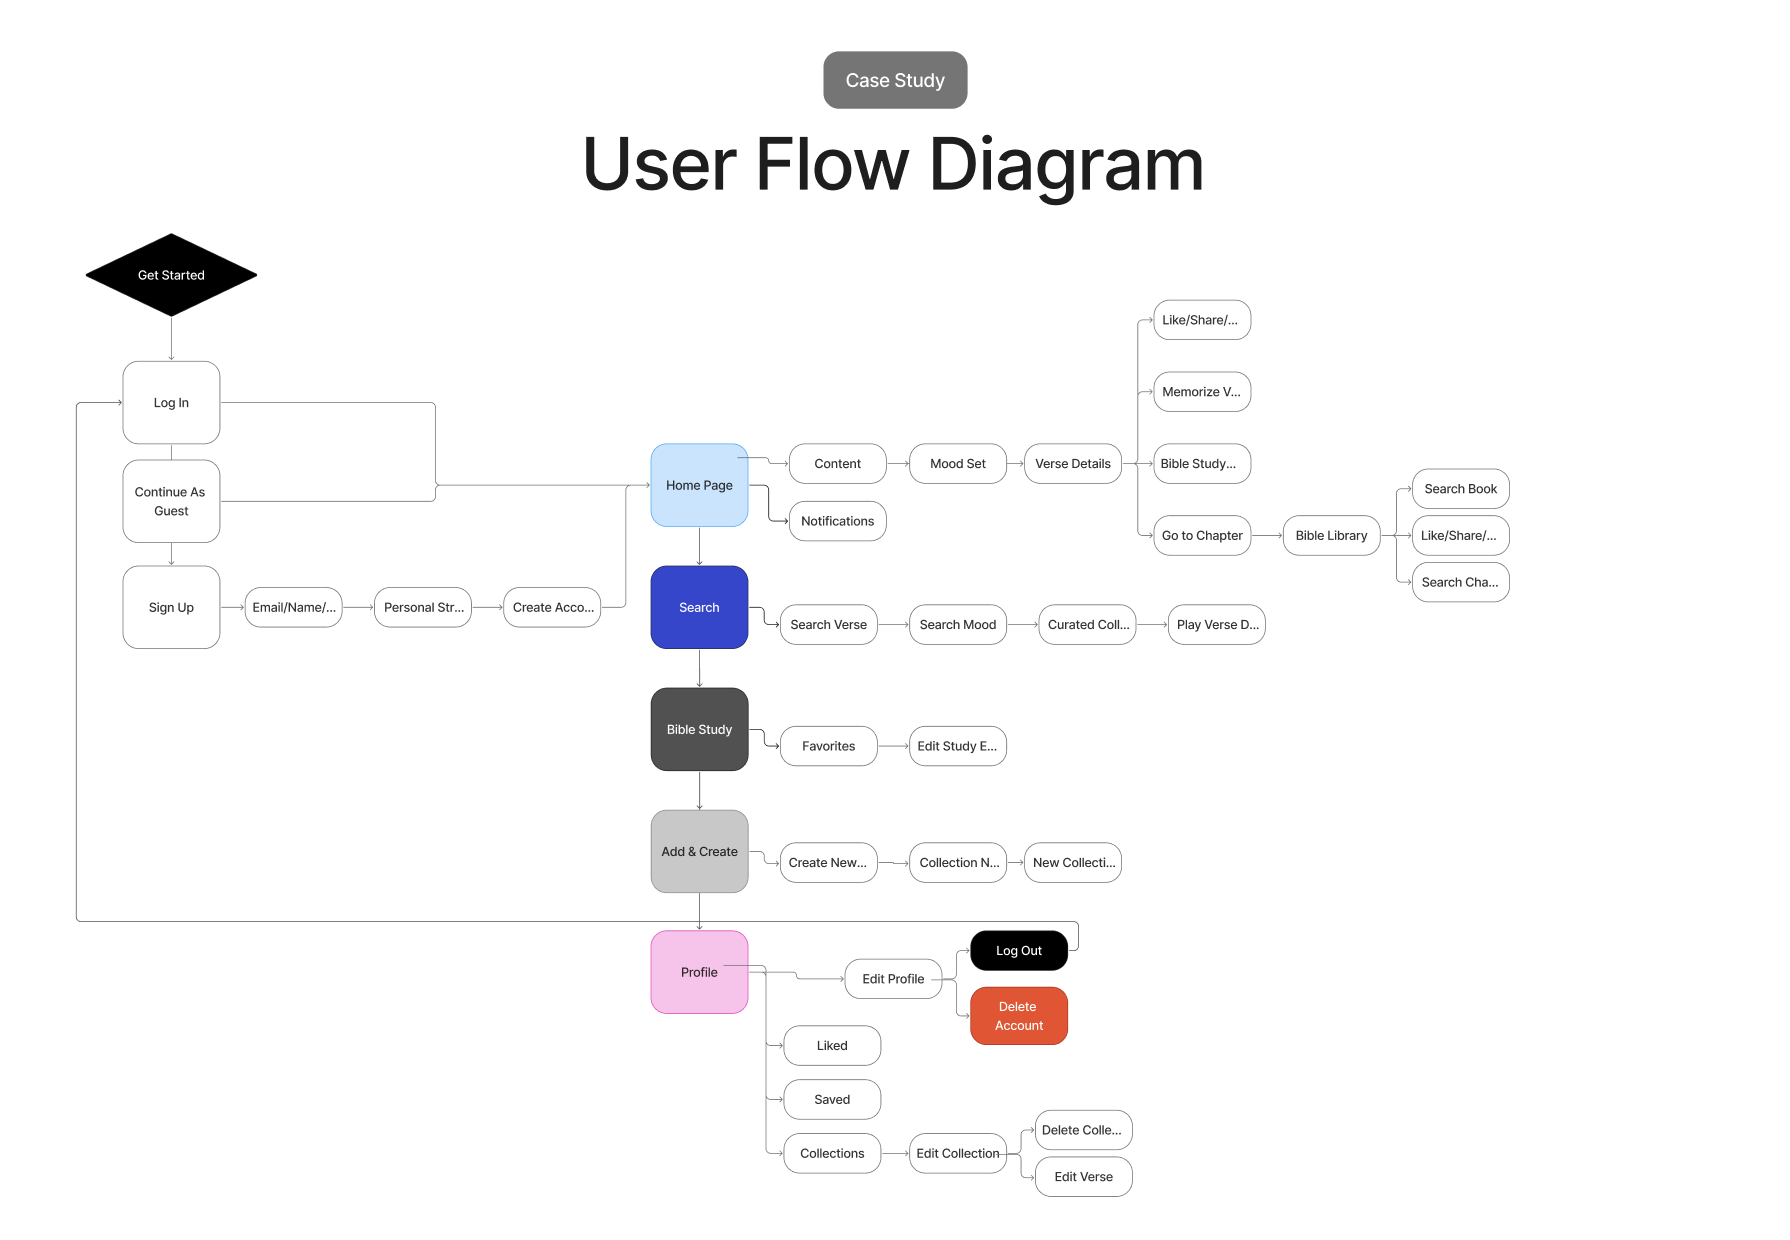 Case Study
User Flow Diagram
Get Started
Log In
Continue As
Guest
Sign Up
Email/Name/...
Personal Str...
Create Acco...
Home Page
Content
Mood Set
Verse Details
Like/Share/...
Memorize V...
Bible Study...
Go to Chapter
Bible Library
Search Book
Like/Share/...
Search Cha...
Notifications
Search
Search Verse
Search Mood
Curated Coll...
Play Verse D...
Bible Study
Favorites
Edit Study E...
Add & Create
Create New...
Collection N...
New Collecti...
Profile
Edit Profile
Log Out
Delete
Account
Liked
Saved
Collections
Edit Collection
Delete Colle...
Edit Verse